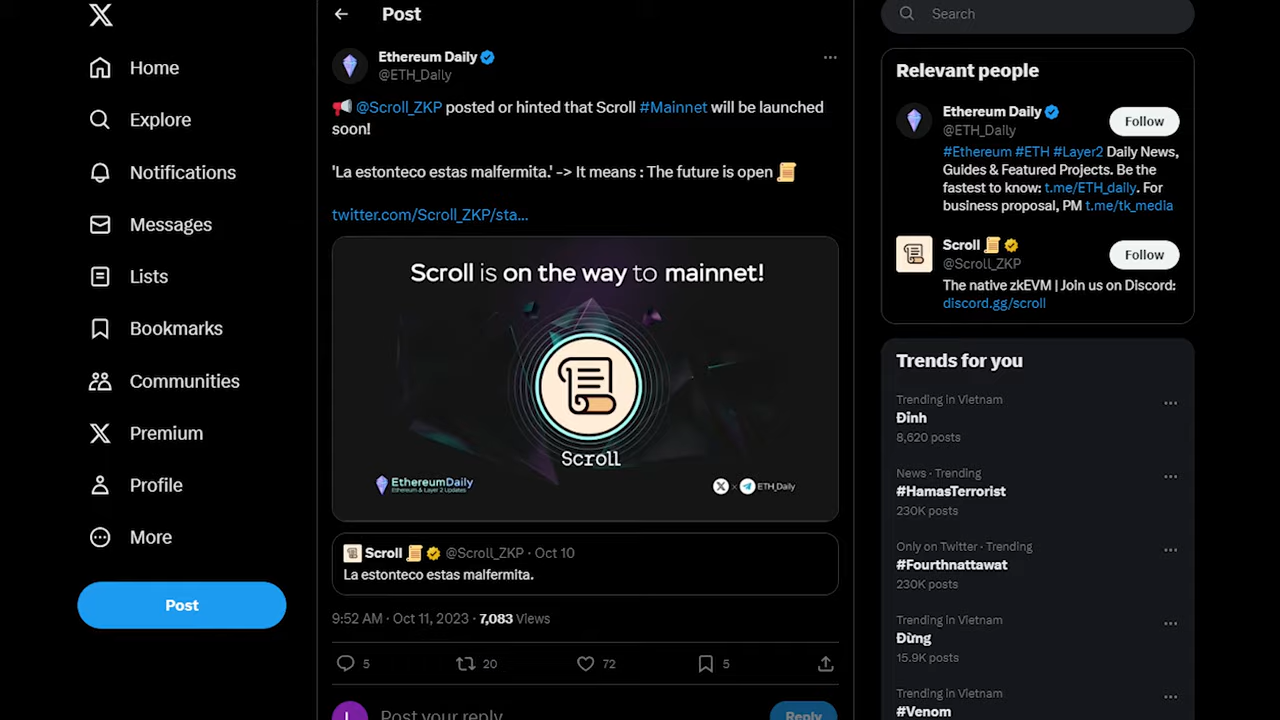 Home
Explore
Notifications
Messages
Lists
Bookmarks
Communities
Premium
Profile
More
Post
Post
Ethereum Daily
@ETH_Daily
📢 @Scroll_ZKP posted or hinted that Scroll #Mainnet will be launched
soon!
'La estonteco estas malfermita.' -> It means : The future is open 📜
twitter.com/Scroll_ZKP/sta...
Scroll is on the way to mainnet!
Scroll
EthereumDaily
Ethereum & Layer 2 Updates
X × ETH_Daily
Scroll 📜 @Scroll_ZKP · Oct 10
La estonteco estas malfermita.
9:52 AM · Oct 11, 2023 · 7,083 Views
5 20 72 5
L Post your reply Reply
Search
Relevant people
Ethereum Daily
@ETH_Daily
Follow
#Ethereum #ETH #Layer2 Daily News,
Guides & Featured Projects. Be the
fastest to know: t.me/ETH_daily. For
business proposal, PM t.me/tk_media
Scroll 📜
@Scroll_ZKP
Follow
The native zkEVM | Join us on Discord:
discord.gg/scroll
Trends for you
Trending in Vietnam
Đỉnh
8,620 posts
News · Trending
#HamasTerrorist
230K posts
Only on Twitter · Trending
#Fourthnattawat
230K posts
Trending in Vietnam
Đừng
15.9K posts
Trending in Vietnam
#Venom